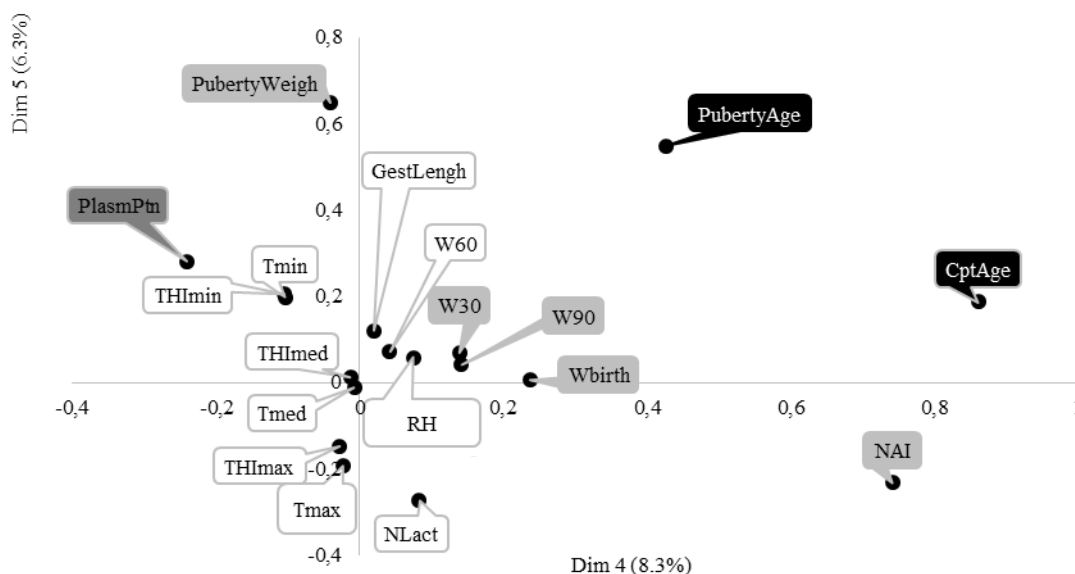 Dim 5 (6.3%)
0,8
PubertyWeigh
0,6
PubertyAge
GestLengh
0,4
PlasmPtn
W60
Tmin
CptAge
THImin
0,2
W30
W90
THImed
Wbirth
0
-0,4
-0,2
0
0,2
0,4
0,6
0,8
1
Tmed
RH
NAI
THImax
-0,2
Tmax
NLact
-0,4
Dim 4 (8.3%)